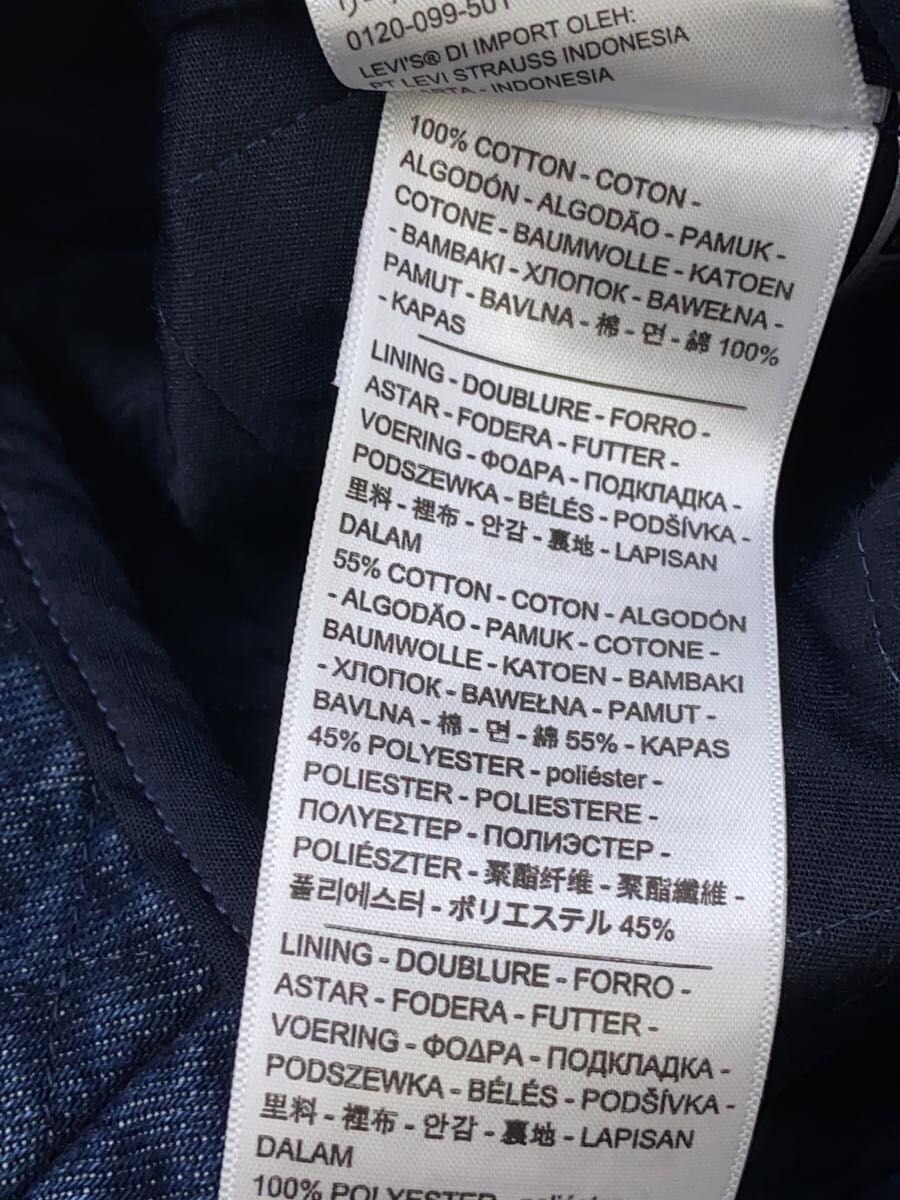 0120-099-501
LEVI'S® DI IMPORT OLEH:
PT LEVI STRAUSS INDONESIA
- INDONESIA
100% COTTON - COTON -
ALGODÓN - ALGODÃO - PAMUK -
COTONE - BAUMWOLLE - KATOEN
- BAMBAKI - ХЛОПОК - BAWEŁNA -
PAMUT - BAVLNA - 棉 - 면 - 綿 100%
- KAPAS
LINING - DOUBLURE - FORRO -
ASTAR - FODERA - FUTTER -
VOERING - ΦΟΔΡΑ - ПОДКЛАДКА -
PODSZEWKA - BÉLÉS - PODŠÍVKA -
里料 - 裡布 - 안감 - 裏地 - LAPISAN
DALAM
55% COTTON - COTON - ALGODÓN
- ALGODÃO - PAMUK - COTONE -
BAUMWOLLE - KATOEN - BAMBAKI
- ХЛОПОК - BAWEŁNA - PAMUT -
BAVLNA - 棉 - 면 - 綿 55% - KAPAS
45% POLYESTER - poliéster -
POLIESTER - POLIESTERE -
ΠΟΛΥΕΣΤΕΡ - ПОЛИЭСТЕР -
POLIÉSZTER - 聚酯纤维 - 聚酯纖維 -
폴리에스터 - ポリエステル 45%
LINING - DOUBLURE - FORRO -
ASTAR - FODERA - FUTTER -
VOERING - ΦΟΔΡΑ - ПОДКЛАДКА -
PODSZEWKA - BÉLÉS - PODŠÍVKA -
里料 - 裡布 - 안감 - 裏地 - LAPISAN
DALAM
100% POLYESTER - poliéster -